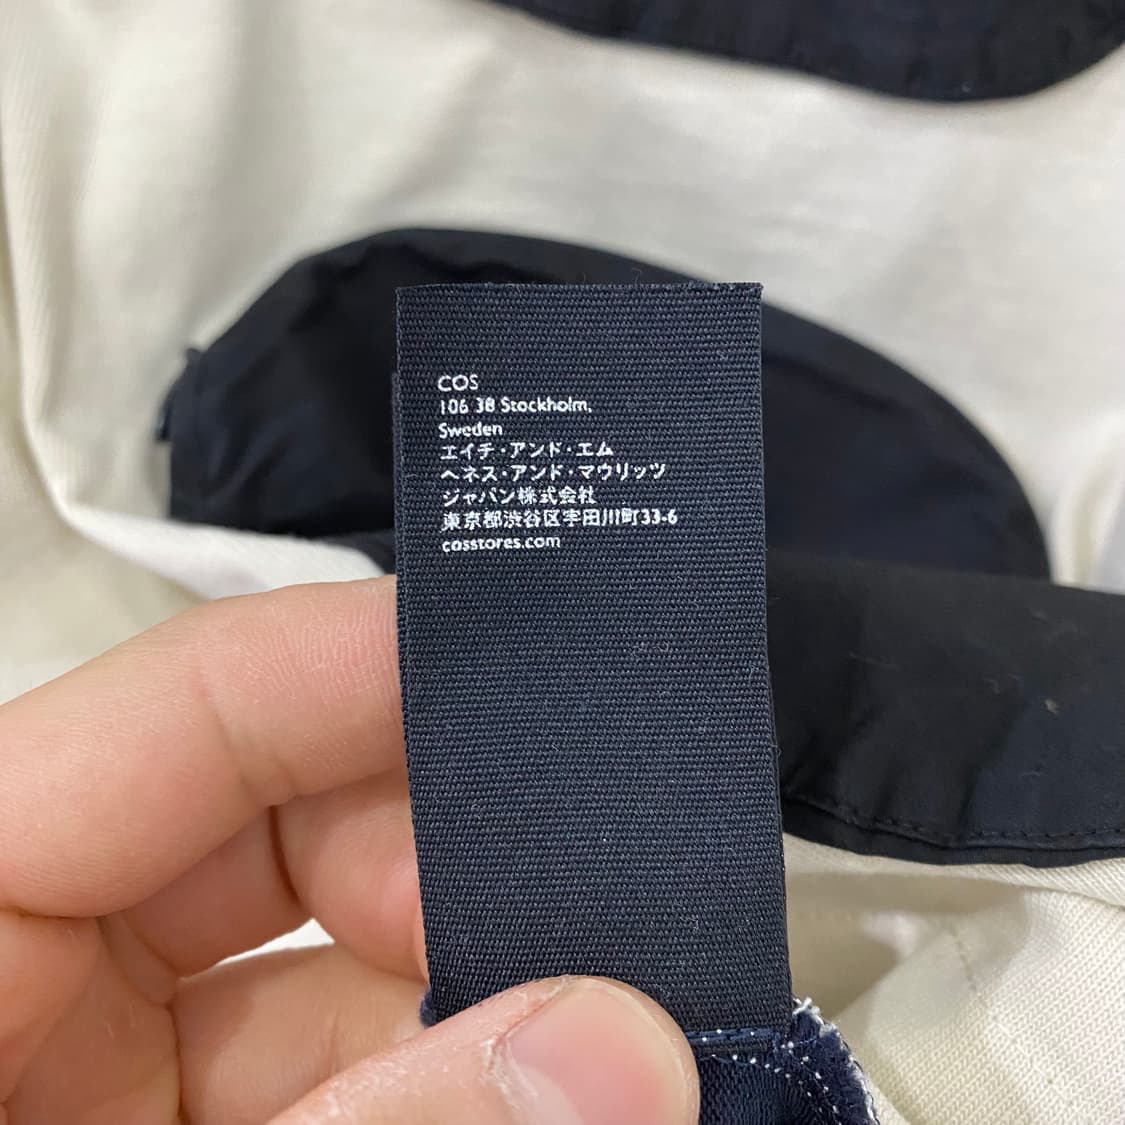 COS
106 38 Stockholm,
Sweden
エイチ・アンド・エム
ヘネス・アンド・マウリッツ
ジャパン株式会社
東京都渋谷区宇田川町33-6
cosstores.com